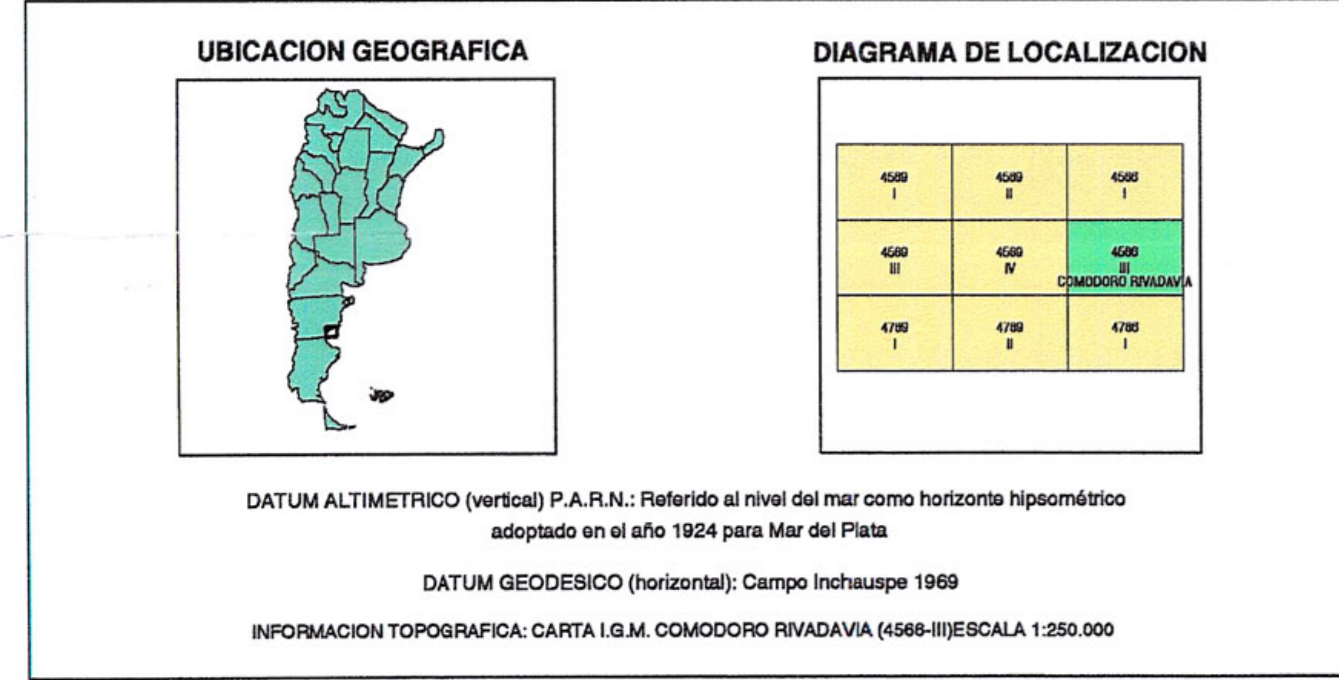 UBICACION GEOGRAFICA
DIAGRAMA DE LOCALIZACION
4569
I
4569
II
4566
I
4569
III
4569
IV
4566
III
COMODORO RIVADAVIA
4769
I
4769
II
4766
I
DATUM ALTIMETRICO (vertical) P.A.R.N.: Referido al nivel del mar como horizonte hipsométrico
adoptado en el año 1924 para Mar del Plata
DATUM GEODESICO (horizontal): Campo Inchauspe 1969
INFORMACION TOPOGRAFICA: CARTA I.G.M. COMODORO RIVADAVIA (4566-III)ESCALA 1:250.000